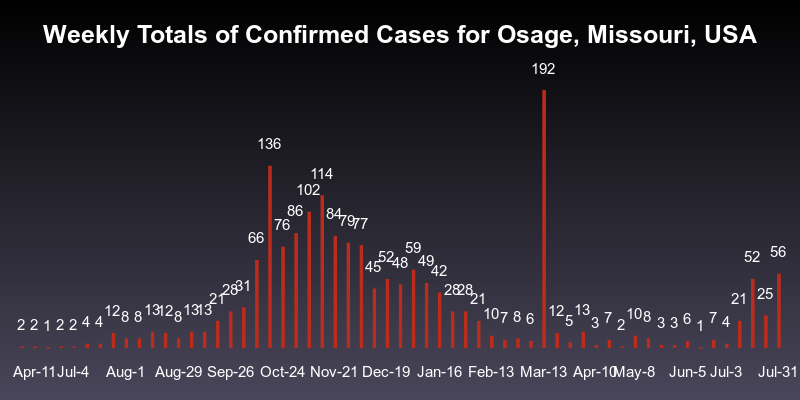 Weekly Totals of Confirmed Cases for Osage, Missouri, USA
192
136
114
102
86 84 79 77
76
66
59
52 48 49 52 56
45 42
28 31 28 28 25
21 21 21
2 2 1 2 2 4 4 12 8 8 13 12 8 13 13 10 7 8 6 12 5 13 3 7 2 10 8 3 3 6 1 7 4
Apr-11 Jul-4 Aug-1 Aug-29 Sep-26 Oct-24 Nov-21 Dec-19 Jan-16 Feb-13 Mar-13 Apr-10 May-8 Jun-5 Jul-3 Jul-31